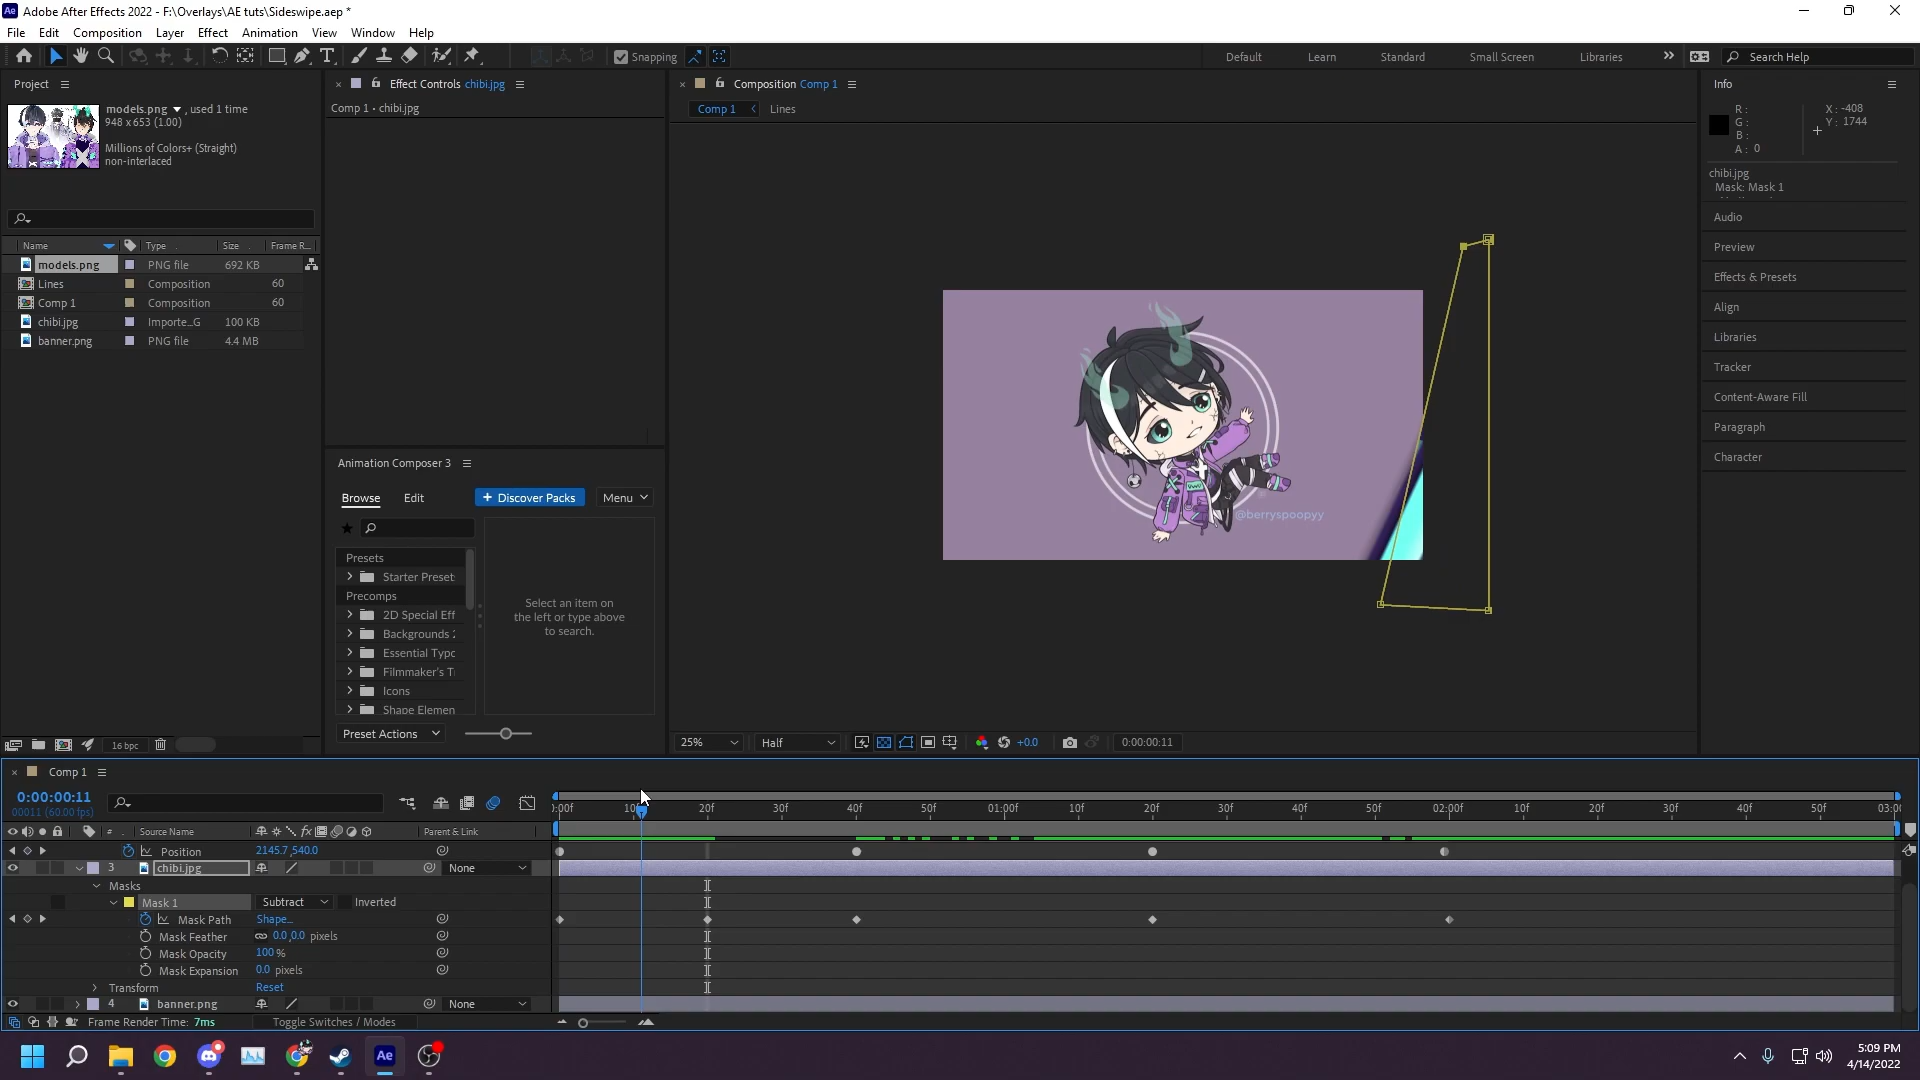 Adobe After Effects 2022 - F:\Overlays\AE tuts\Sideswipe.aep *
File Edit Composition Layer Effect Animation View Window Help
Snapping Default Learn Standard Small Screen Libraries Search Help
Project
models.png , used 1 time
948 x 653 (1.00)
Millions of Colors+ (Straight)
non-interlaced
Name Type Size Frame R...
models.png PNG file 692 KB
Lines Composition 60
Comp 1 Composition 60
chibi.jpg Importe...G 100 KB
banner.png PNG file 4.4 MB
16 bpc
Effect Controls chibi.jpg
Comp 1 • chibi.jpg
Animation Composer 3
Browse Edit + Discover Packs Menu
Presets
Starter Preset
Precomps
2D Special Eff
Backgrounds
Essential Typo
Filmmaker's T
Icons
Shape Elemen
Select an item on
the left or type above
to search.
Preset Actions
Composition Comp 1
Comp 1 Lines
@berryspoopyy
25% Half +0.0 0:00:00:11
Info
R : X : -408
G : Y : 1744
B :
A : 0
chibi.jpg
Mask: Mask 1
Audio
Preview
Effects & Presets
Align
Libraries
Tracker
Content-Aware Fill
Paragraph
Character
Comp 1
0:00:00:11
00011 (60.00 fps)
:00f 10f 20f 30f 40f 50f 01:00f 10f 20f 30f 40f 50f 02:00f 10f 20f 30f 40f 50f 03:00
# Source Name Parent & Link
Position 2145.7,540.0
3 chibi.jpg None
Masks
Mask 1 Subtract Inverted
Mask Path Shape...
Mask Feather 0.0,0.0 pixels
Mask Opacity 100 %
Mask Expansion 0.0 pixels
Transform Reset
4 banner.png None
Frame Render Time: 7ms Toggle Switches / Modes
5:09 PM
4/14/2022